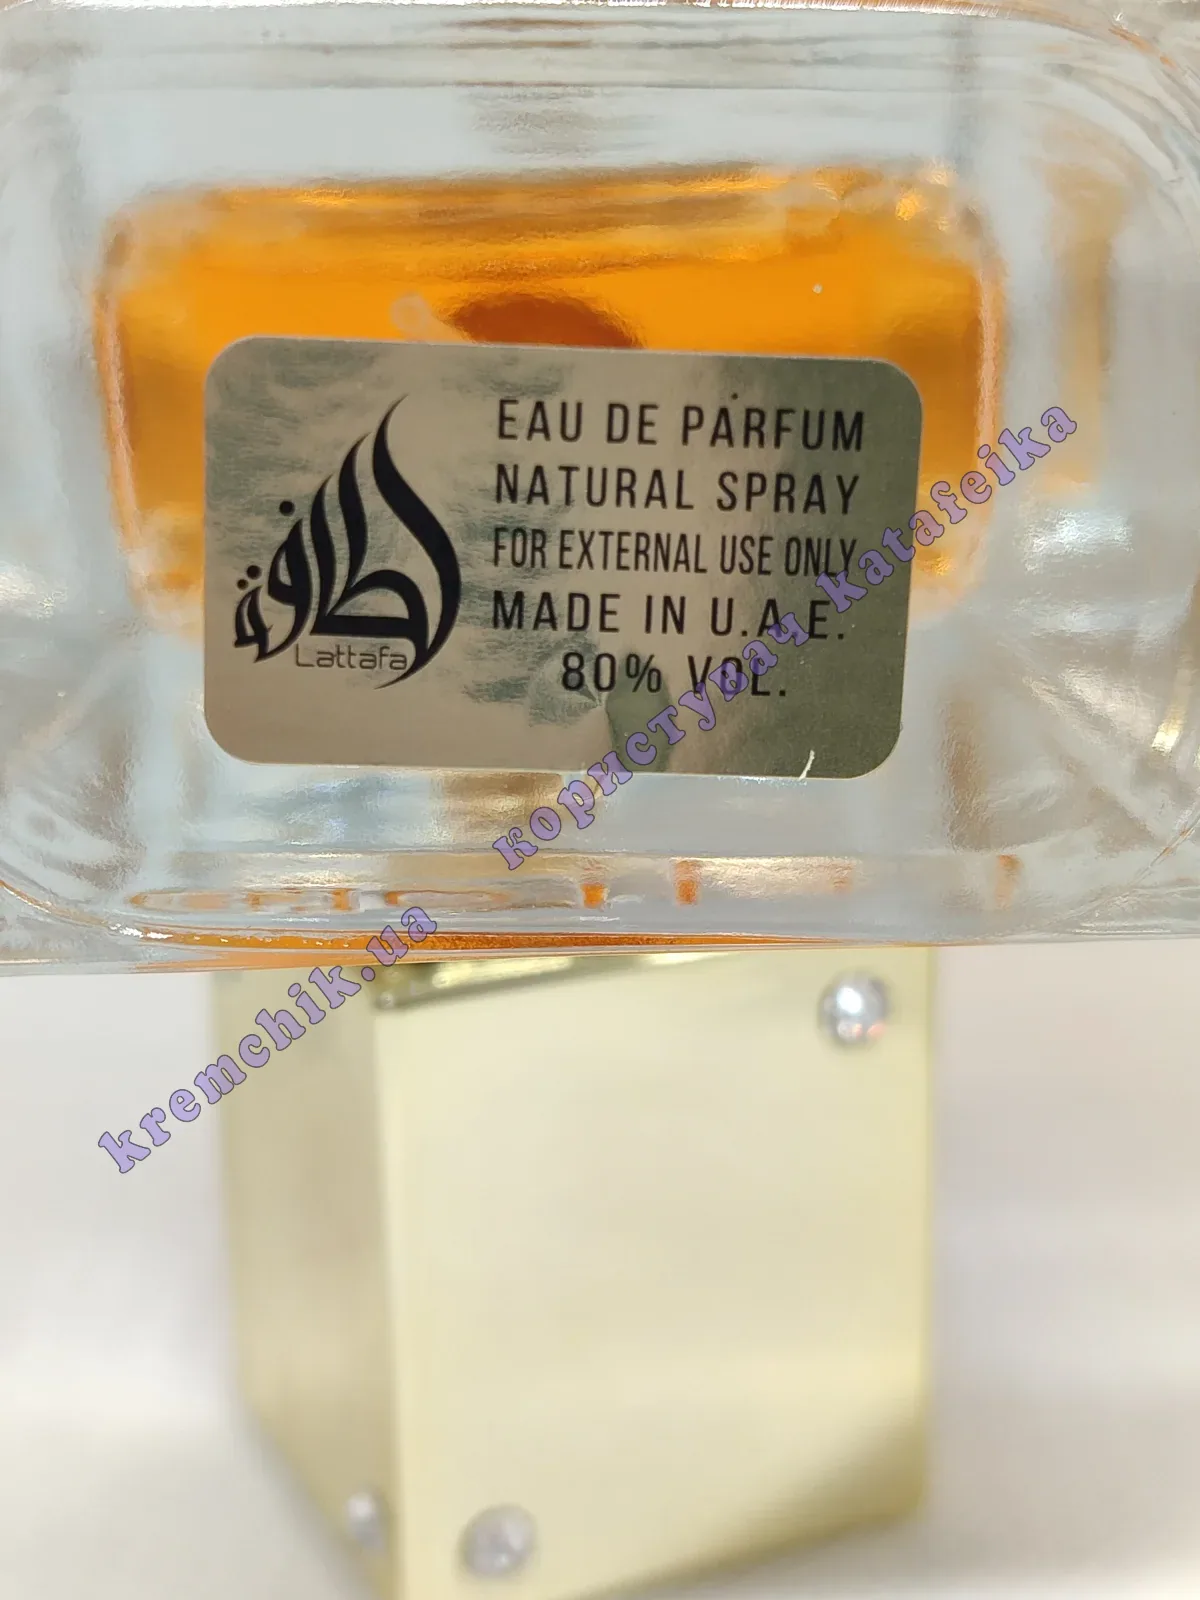 EAU DE PARFUM
NATURAL SPRAY
FOR EXTERNAL USE ONLY
MADE IN U.A.E.
80% VOL.
لطافة
Lattafa
користувач katafeika
kremchik.ua